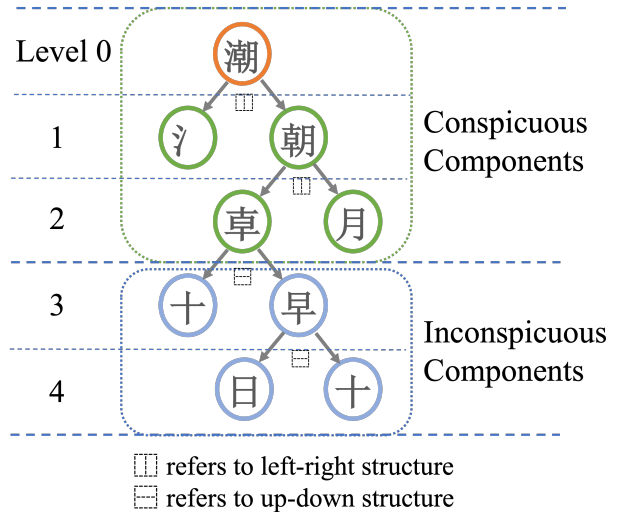 Level 0
潮
1
氵
朝
Conspicuous
Components
2
𠦝
月
3
十
早
Inconspicuous
Components
4
日
十
refers to left-right structure
refers to up-down structure